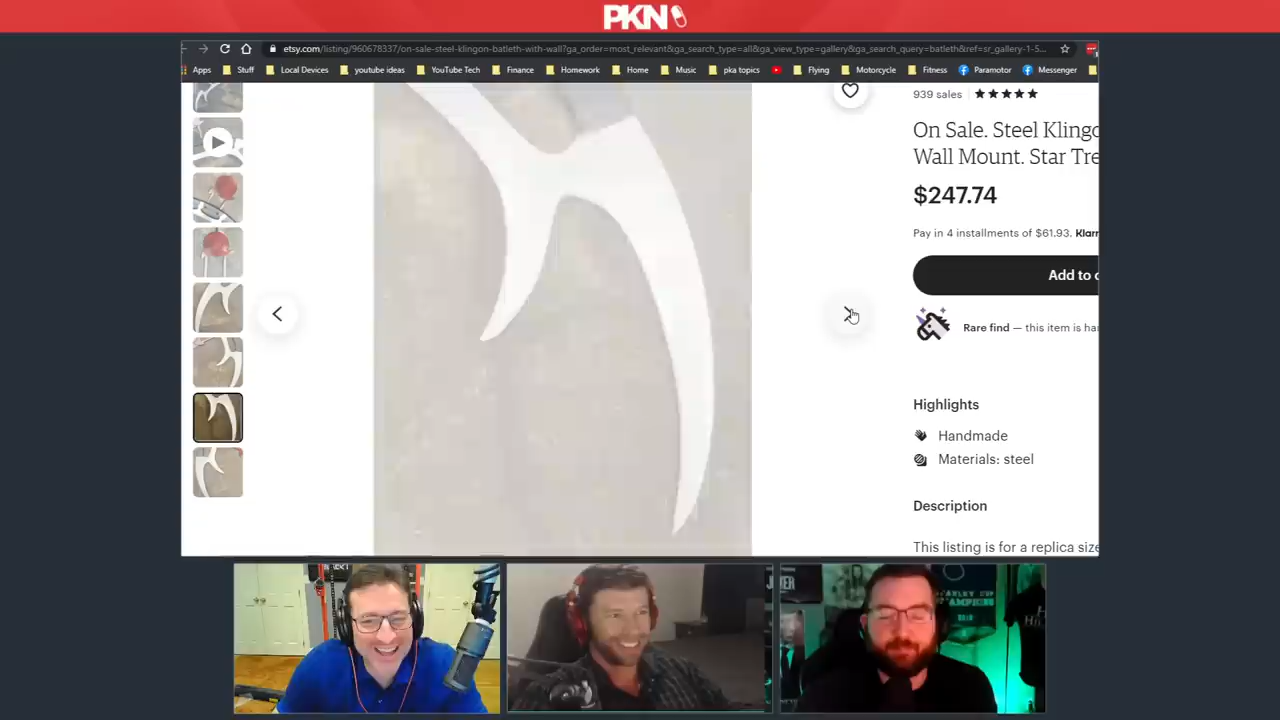 PKN
etsy.com/listing/960678337/on-sale-steel-klingon-batleth-with-wall?ga_order=most_relevant&ga_search_type=all&ga_view_type=gallery&ga_search_query=batleth&ref=sr_gallery-1-5...
Apps Stuff Local Devices youtube ideas YouTube Tech Finance Homework Home Music pka topics Flying Motorcycle Fitness Paramotor Messenger
939 sales
On Sale. Steel Klingo
Wall Mount. Star Tre
$247.74
Pay in 4 installments of $61.93. Klarn
Add to c
Rare find — this item is har
Highlights
Handmade
Materials: steel
Description
This listing is for a replica size